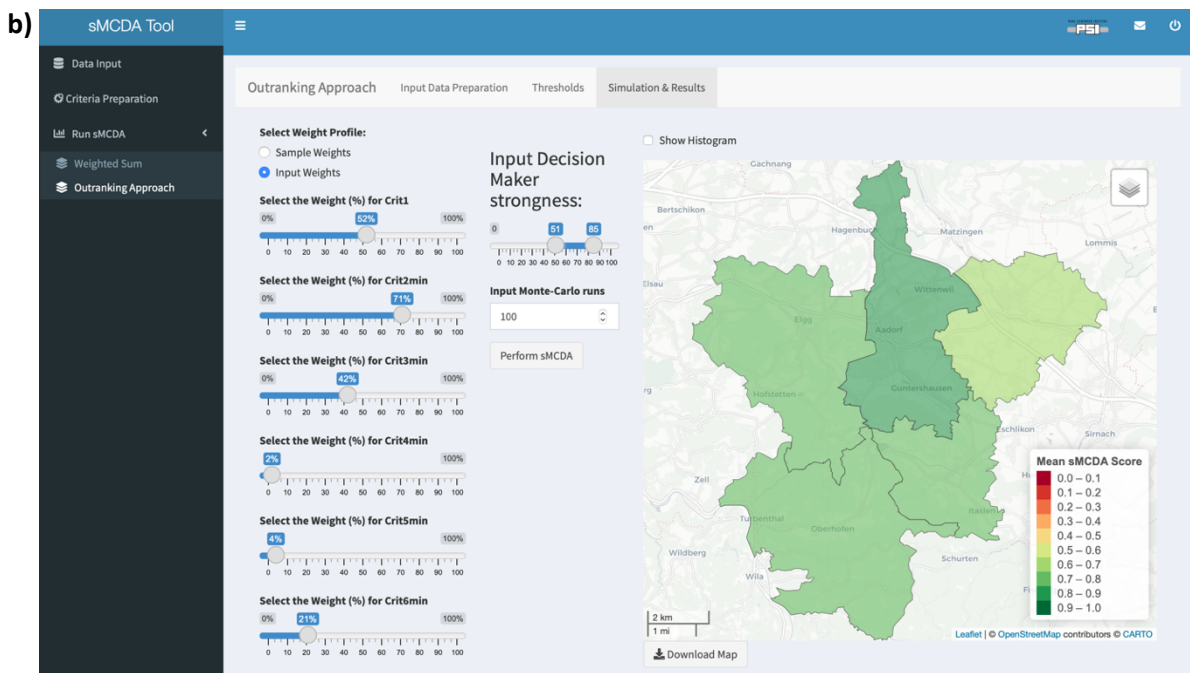 b)
sMCDA Tool
PSI
Data Input
Criteria Preparation
Run sMCDA
Weighted Sum
Outranking Approach
Outranking Approach Input Data Preparation Thresholds Simulation & Results
Select Weight Profile:
Sample Weights
Input Weights
Select the Weight (%) for Crit1
0% 52% 100%
0 10 20 30 40 50 60 70 80 90 100
Select the Weight (%) for Crit2min
0% 71% 100%
0 10 20 30 40 50 60 70 80 90 100
Select the Weight (%) for Crit3min
0% 42% 100%
0 10 20 30 40 50 60 70 80 90 100
Select the Weight (%) for Crit4min
2% 100%
0 10 20 30 40 50 60 70 80 90 100
Select the Weight (%) for Crit5min
4% 100%
0 10 20 30 40 50 60 70 80 90 100
Select the Weight (%) for Crit6min
0% 21% 100%
0 10 20 30 40 50 60 70 80 90 100
Input Decision
Maker
strongness:
0 51 85
0 10 20 30 40 50 60 70 80 90 100
Input Monte-Carlo runs
100
Perform sMCDA
Show Histogram
Gachnang
Bertschikon
Hagenbuch
Matzingen
Lommis
Elsau
Wittenwil
Elgg
Aadorf
Guntershausen
Hofstetten
Eschlikon
Sirnach
Zell
Itaslen
Turbenthal
Oberhofen
Wildberg
Schurten
Wila
Mean sMCDA Score
0.0 – 0.1
0.1 – 0.2
0.2 – 0.3
0.3 – 0.4
0.4 – 0.5
0.5 – 0.6
0.6 – 0.7
0.7 – 0.8
0.8 – 0.9
0.9 – 1.0
2 km
1 mi
Leaflet | © OpenStreetMap contributors © CARTO
Download Map